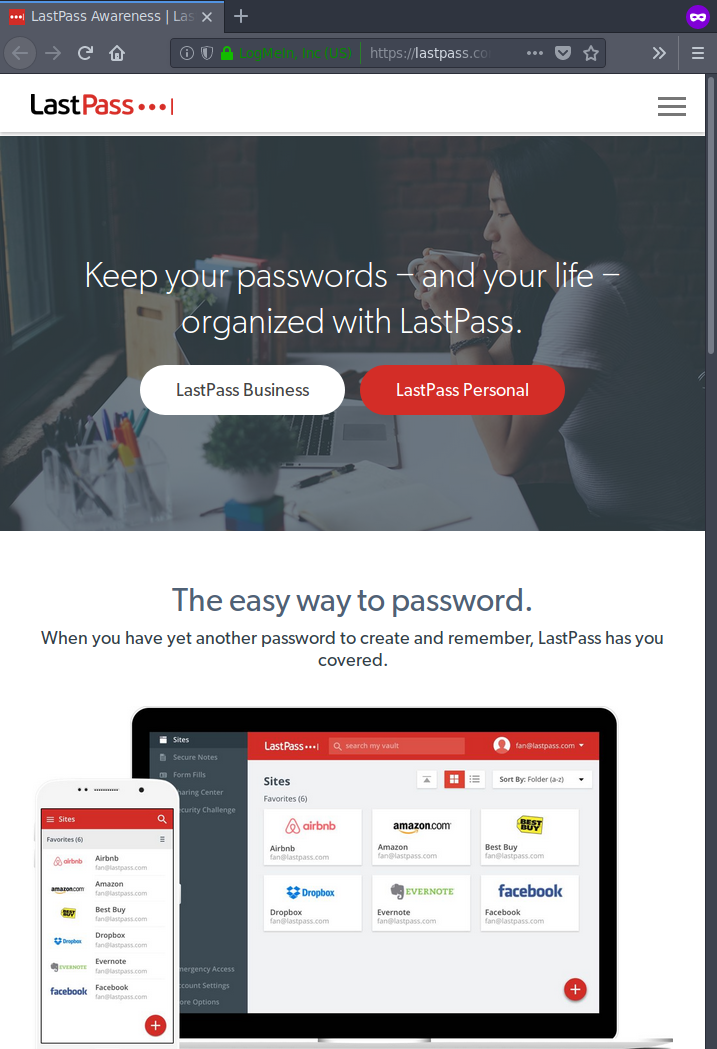 LastPass Awareness | Las
LogMeIn, Inc (US)
https://lastpass.co
LastPass
Keep your passwords – and your life –
organized with LastPass.
LastPass Business
LastPass Personal
The easy way to password.
When you have yet another password to create and remember, LastPass has you
covered.
Sites
Secure Notes
Form Fills
haring Center
ecurity Challenge
mergency Access
ccount Settings
ore Options
LastPass
search my vault
fan@lastpass.com
Sites
Sort By: Folder (a-z)
Favorites (6)
airbnb
Airbnb
fan@lastpass.com
amazon.com
Amazon
fan@lastpass.com
BEST BUY
Best Buy
fan@lastpass.com
Dropbox
Dropbox
fan@lastpass.com
EVERNOTE
Evernote
fan@lastpass.com
facebook
Facebook
fan@lastpass.com
Sites
Favorites (6)
airbnb
Airbnb
fan@lastpass.com
amazon.com
Amazon
fan@lastpass.com
BEST BUY
Best Buy
fan@lastpass.com
Dropbox
Dropbox
fan@lastpass.com
EVERNOTE
Evernote
fan@lastpass.com
facebook
Facebook
fan@lastpass.com